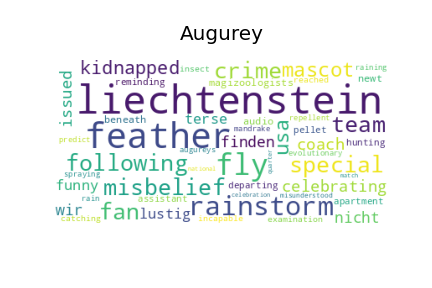 Augurey
kidnapped insect crime mascot raining
reminding magizoologists reached newt
issued liechtenstein
beneath terse audio repellent pellet team
feather mandrake usa
predict augureys finden coach hunting
following fly quarter evolutionary special
spraying
funny misbelief departing celebrating
rain assistant celebration misunderstood apartment
wir fan lustig rainstorm nicht
catching incapable examination
match